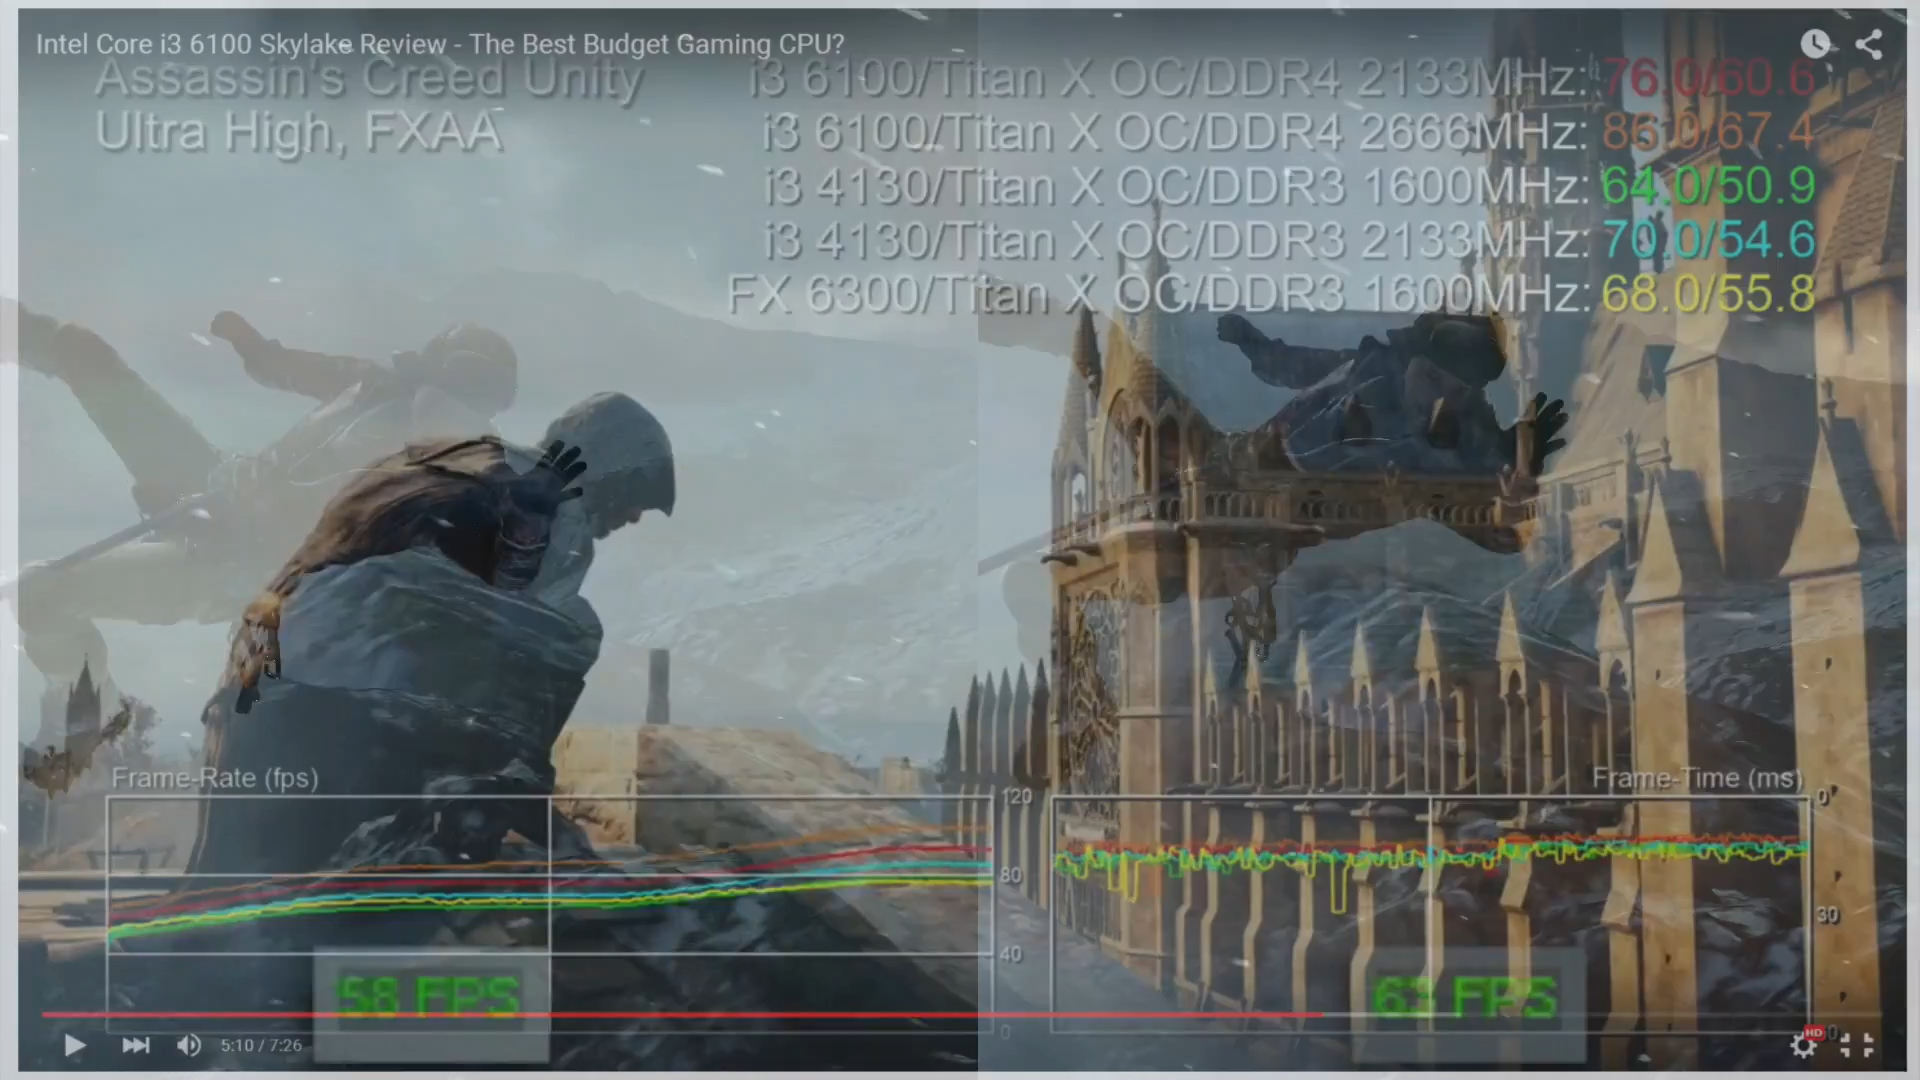 Intel Core i3 6100 Skylake Review - The Best Budget Gaming CPU?
Assassin's Creed Unity
Ultra High, FXAA
i3 6100/Titan X OC/DDR4 2133MHz: 76.0/60.6
i3 6100/Titan X OC/DDR4 2666MHz: 86.0/67.4
i3 4130/Titan X OC/DDR3 1600MHz: 64.0/50.9
i3 4130/Titan X OC/DDR3 2133MHz: 70.0/54.6
FX 6300/Titan X OC/DDR3 1600MHz: 68.0/55.8
Frame-Rate (fps)
120
80
40
0
Frame-Time (ms)
0
30
58 FPS
63 FPS
5:10 / 7:26
HD